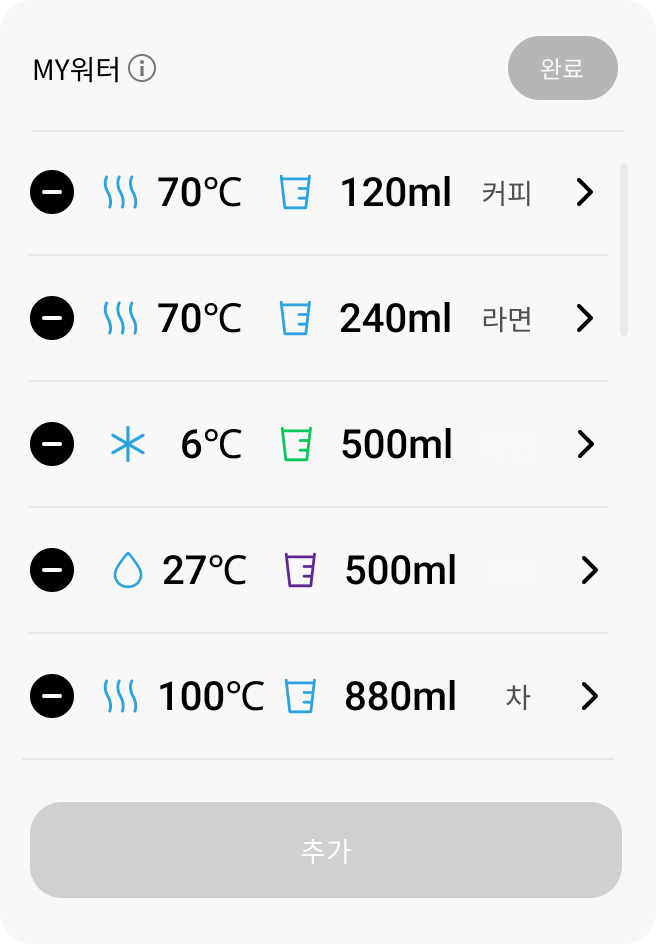 MY워터
완료
70℃ 120ml 커피
70℃ 240ml 라면
6℃ 500ml
27℃ 500ml
100℃ 880ml 차
추가